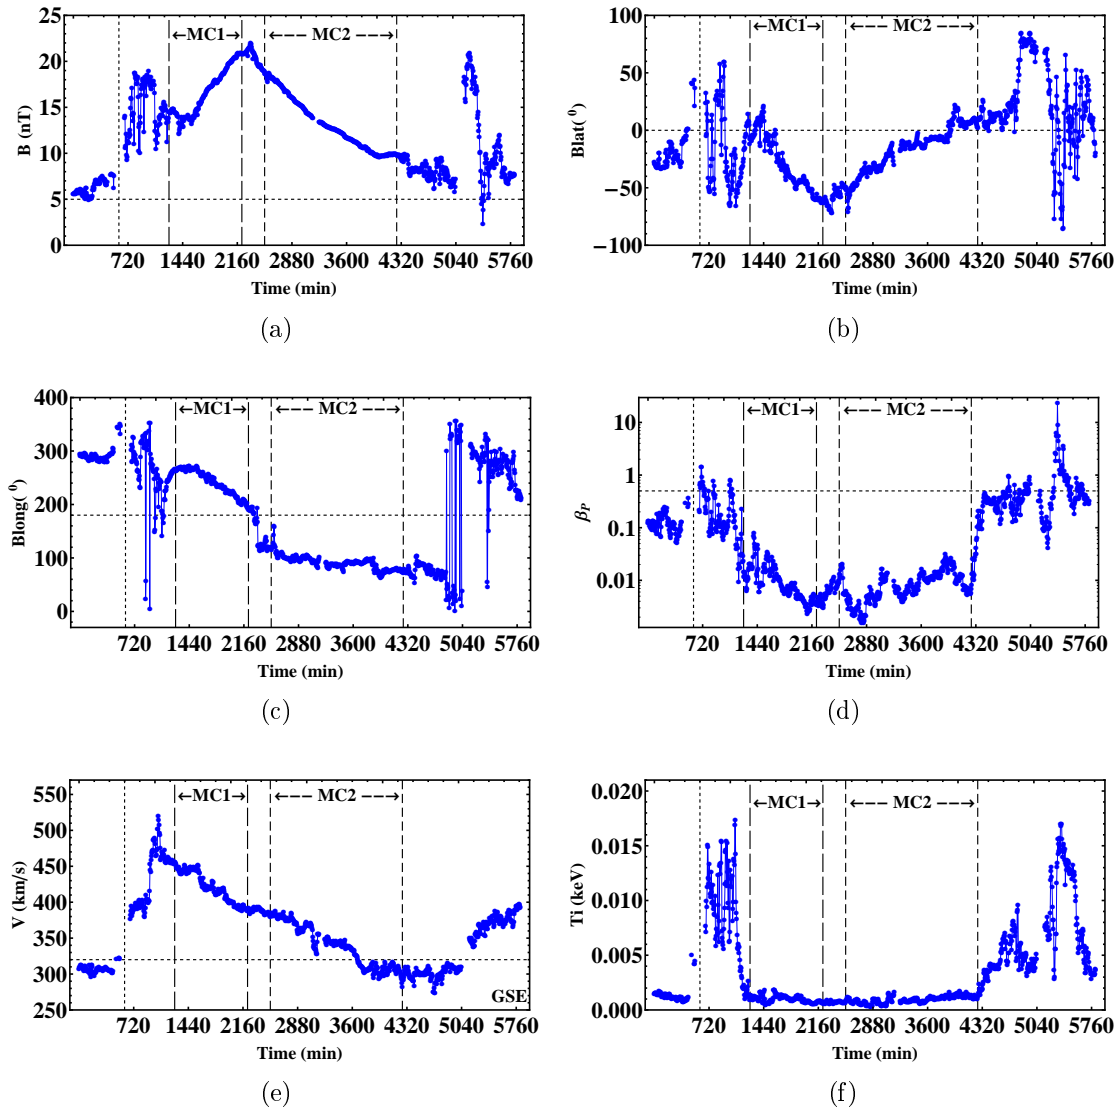 25
20
15
10
5
0
B (nT)
←MC1→
←–– MC2 ––→
720 1440 2160 2880 3600 4320 5040 5760
Time (min)
(a)
100
50
0
−50
−100
Blat( 0)
←MC1→
←–– MC2 ––→
720 1440 2160 2880 3600 4320 5040 5760
Time (min)
(b)
400
300
200
100
0
Blong( 0)
←MC1→
←–– MC2 ––→
720 1440 2160 2880 3600 4320 5040 5760
Time (min)
(c)
10
1
0.1
0.01
βP
←MC1→
←–– MC2 ––→
720 1440 2160 2880 3600 4320 5040 5760
Time (min)
(d)
550
500
450
400
350
300
250
V (km/s)
←MC1→
←–– MC2 ––→
GSE
720 1440 2160 2880 3600 4320 5040 5760
Time (min)
(e)
0.020
0.015
0.010
0.005
0.000
Ti (keV)
←MC1→
←–– MC2 ––→
720 1440 2160 2880 3600 4320 5040 5760
Time (min)
(f)